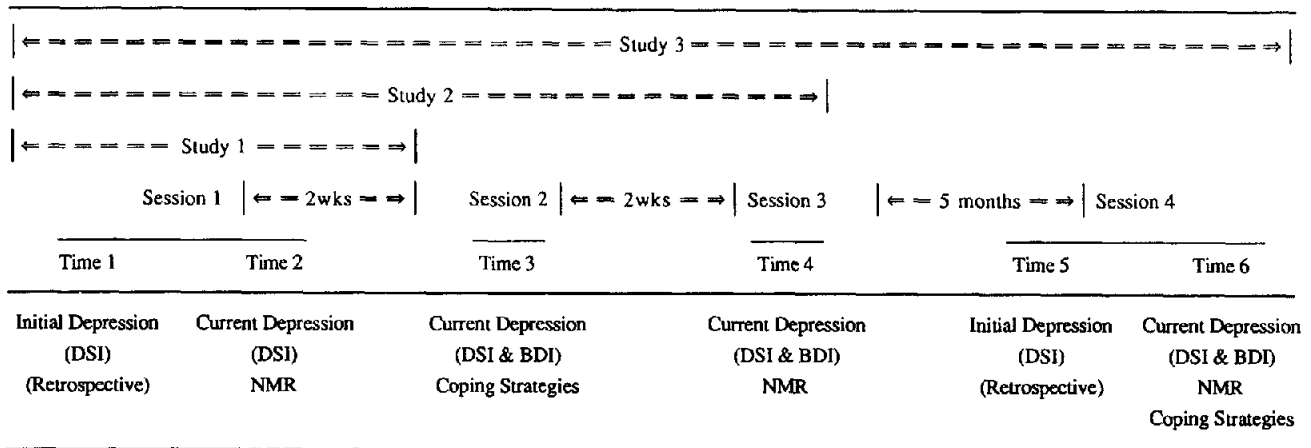 Study 3
Study 2
Study 1
Session 1 2wks Session 2 2wks Session 3 5 months Session 4
Time 1 Time 2 Time 3 Time 4 Time 5 Time 6
Initial Depression Current Depression Current Depression Current Depression Initial Depression Current Depression
(DSI) (DSI) (DSI & BDI) (DSI & BDI) (DSI) (DSI & BDI)
(Retrospective) NMR Coping Strategies NMR (Retrospective) NMR
Coping Strategies